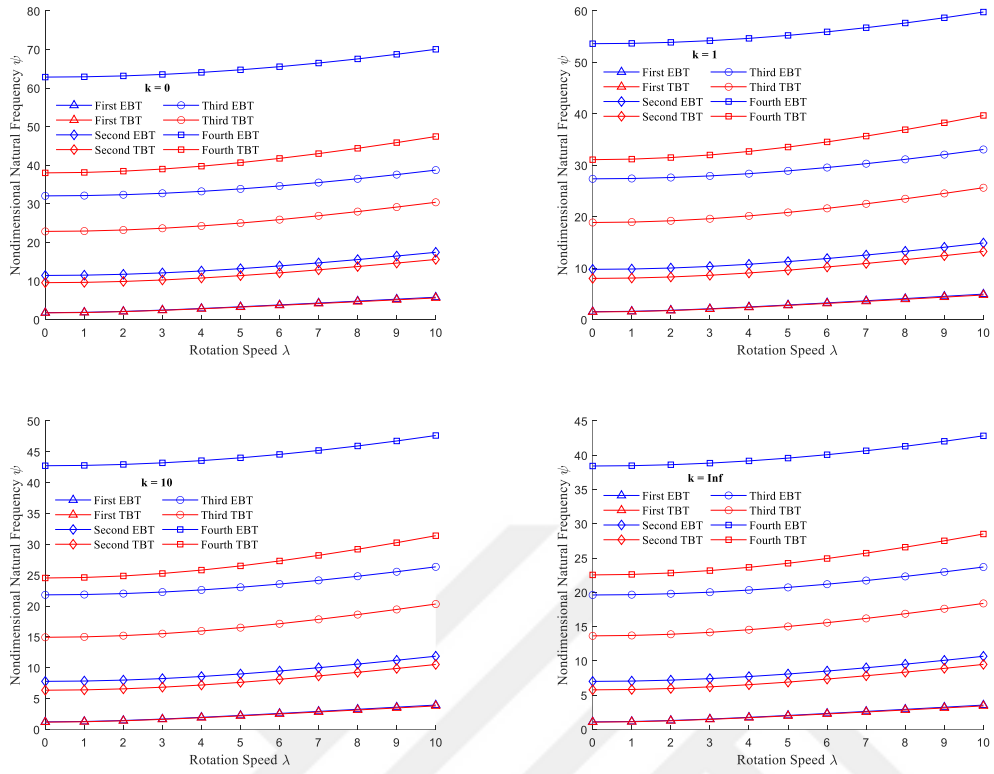 80
70
60
50
40
30
20
10
0
Nondimensional Natural Frequency ψ
k = 0
First EBT Third EBT
First TBT Third TBT
Second EBT Fourth EBT
Second TBT Fourth TBT
0 1 2 3 4 5 6 7 8 9 10
Rotation Speed λ
60
50
40
30
20
10
0
Nondimensional Natural Frequency ψ
k = 1
First EBT Third EBT
First TBT Third TBT
Second EBT Fourth EBT
Second TBT Fourth TBT
0 1 2 3 4 5 6 7 8 9 10
Rotation Speed λ
50
45
40
35
30
25
20
15
10
5
0
Nondimensional Natural Frequency ψ
k = 10
First EBT Third EBT
First TBT Third TBT
Second EBT Fourth EBT
Second TBT Fourth TBT
0 1 2 3 4 5 6 7 8 9 10
Rotation Speed λ
45
40
35
30
25
20
15
10
5
0
Nondimensional Natural Frequency ψ
k = Inf
First EBT Third EBT
First TBT Third TBT
Second EBT Fourth EBT
Second TBT Fourth TBT
0 1 2 3 4 5 6 7 8 9 10
Rotation Speed λ